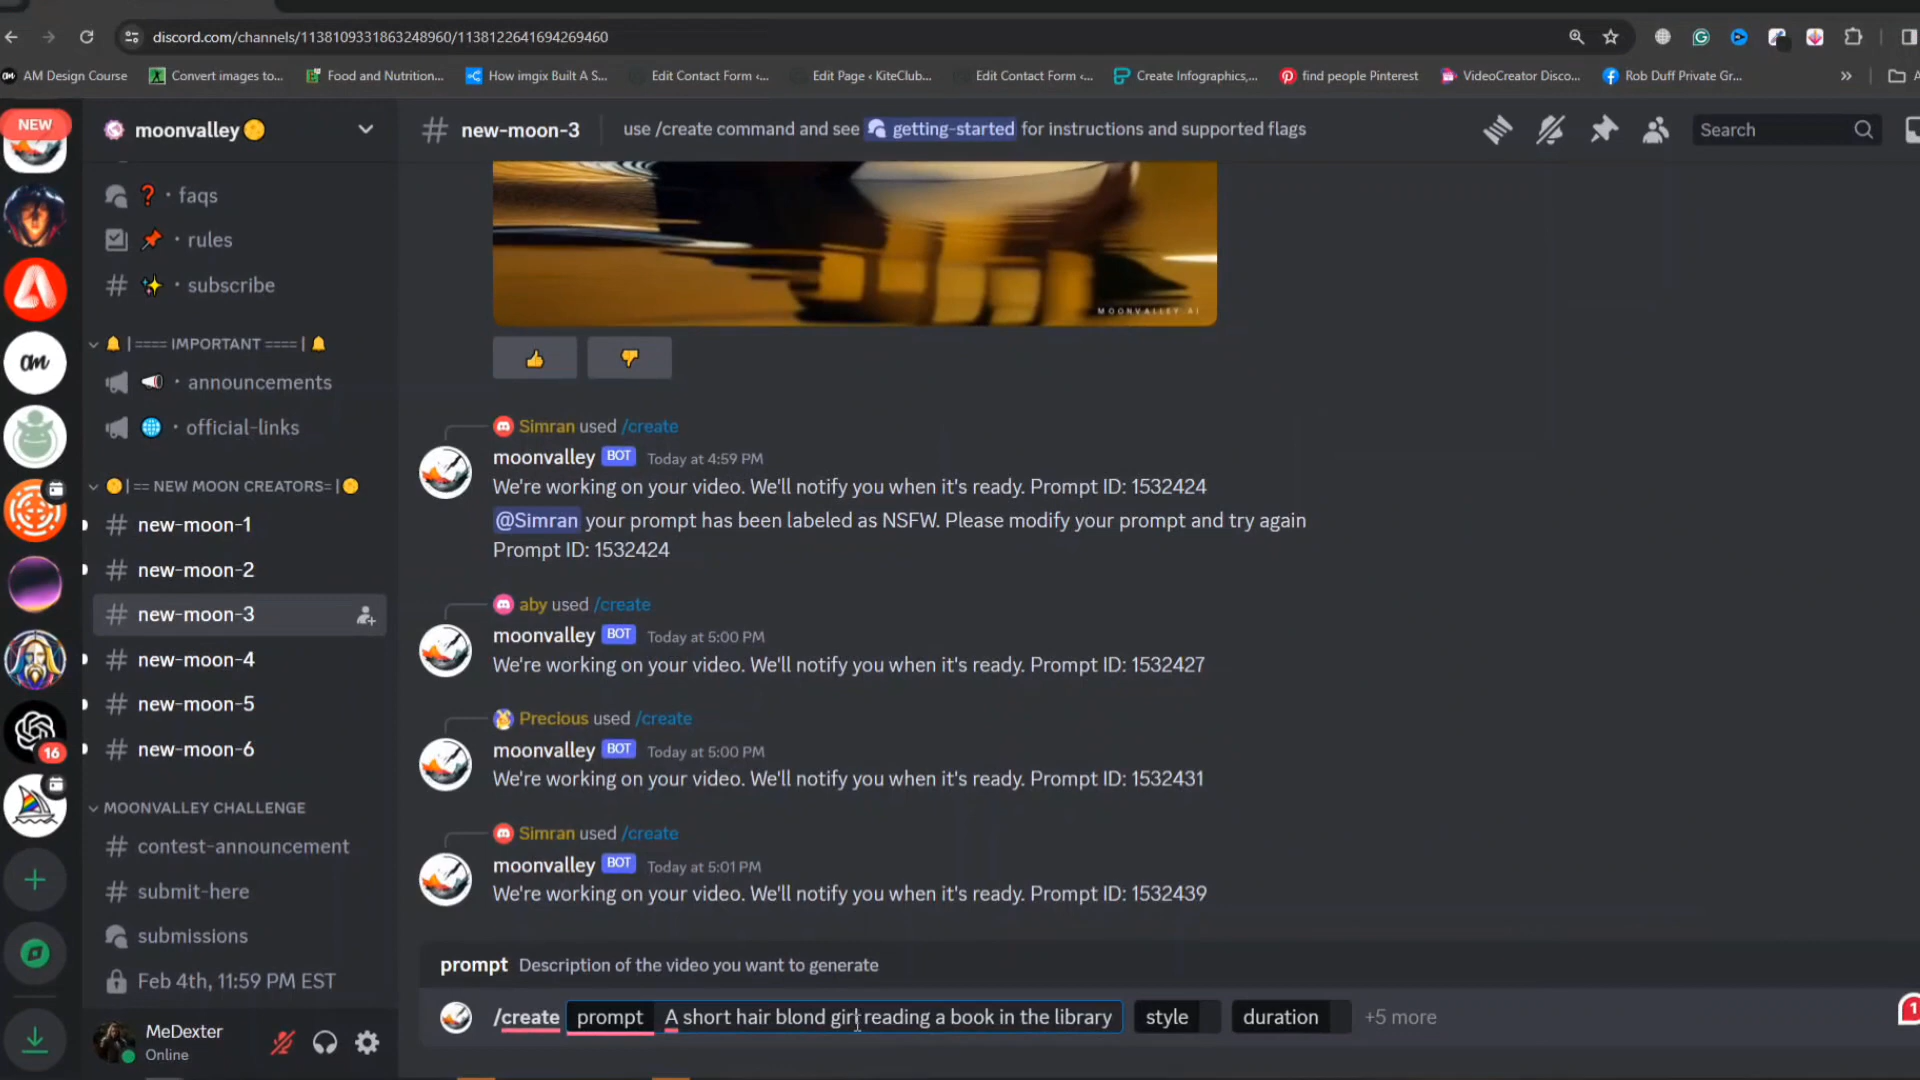 discord.com/channels/1138109331863248960/1138122641694269460
AM Design Course
Convert images to...
Food and Nutrition...
How imgix Built A S...
Edit Contact Form ‹...
Edit Page ‹ KiteClub...
Edit Contact Form ‹...
Create Infographics,...
find people Pinterest
VideoCreator Disco...
Rob Duff Private Gr...
»
NEW
moonvalley
# new-moon-3
use /create command and see getting-started for instructions and supported flags
Search
faqs
rules
subscribe
| ==== IMPORTANT ==== |
announcements
official-links
| == NEW MOON CREATORS= |
new-moon-1
new-moon-2
new-moon-3
new-moon-4
new-moon-5
new-moon-6
16
MOONVALLEY CHALLENGE
contest-announcement
submit-here
submissions
Feb 4th, 11:59 PM EST
MeDexter
Online
am
MOONVALLEY.AI
Simran used /create
moonvalley BOT Today at 4:59 PM
We're working on your video. We'll notify you when it's ready. Prompt ID: 1532424
@Simran your prompt has been labeled as NSFW. Please modify your prompt and try again
Prompt ID: 1532424
aby used /create
moonvalley BOT Today at 5:00 PM
We're working on your video. We'll notify you when it's ready. Prompt ID: 1532427
Precious used /create
moonvalley BOT Today at 5:00 PM
We're working on your video. We'll notify you when it's ready. Prompt ID: 1532431
Simran used /create
moonvalley BOT Today at 5:01 PM
We're working on your video. We'll notify you when it's ready. Prompt ID: 1532439
prompt Description of the video you want to generate
/create prompt A short hair blond girl reading a book in the library style duration +5 more
1